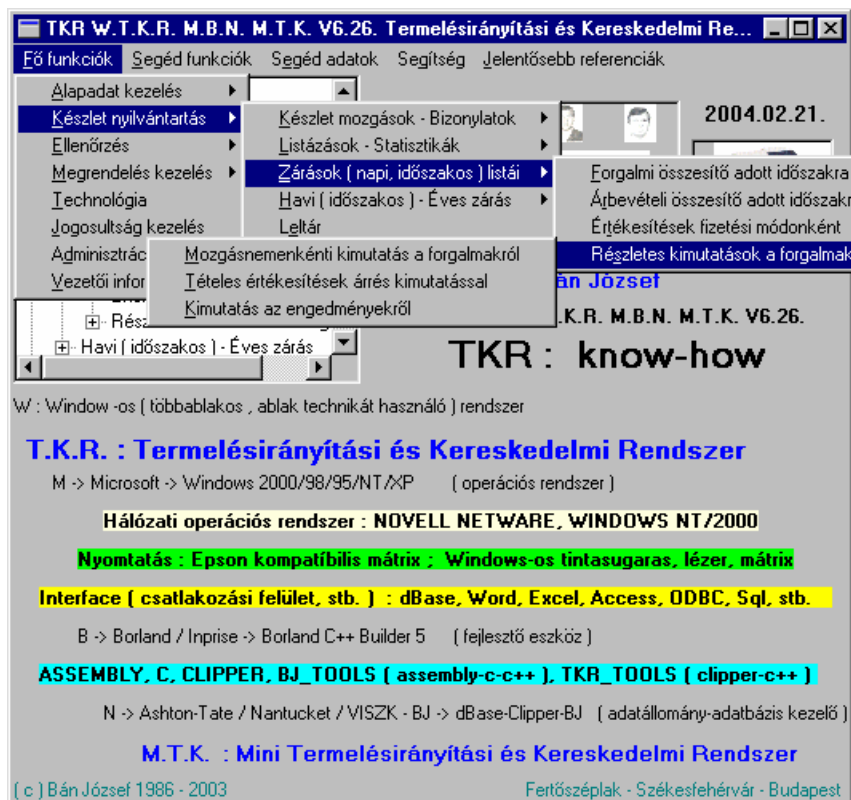 TKR W.T.K.R. M.B.N. M.T.K. V6.26. Termelésirányítási és Kereskedelmi Re...
Fő funkciók Segéd funkciók Segéd adatok Segítség Jelentősebb referenciák
Alapadat kezelés
Készlet nyilvántartás
Ellenőrzés
Megrendelés kezelés
Technológia
Jogosultság kezelés
Adminisztrác
Vezetői infor
Készlet mozgások - Bizonylatok
Listázások - Statisztikák
Zárások ( napi, időszakos ) listái
Havi ( időszakos ) - Éves zárás
Leltár
2004.02.21.
Forgalmi összesítő adott időszakra
Árbevételi összesítő adott időszakr
Értékesítések fizetési módonként
Részletes kimutatások a forgalmak
Mozgásnemenkénti kimutatás a forgalmakról
Tételes értékesítések árrés kimutatással
Kimutatás az engedményekről
án József
Rész
.K.R. M.B.N. M.T.K. V6.26.
Havi ( időszakos ) - Éves zárás
TKR : know-how
W : Window -os ( többablakos , ablak technikát használó ) rendszer
T.K.R. : Termelésirányítási és Kereskedelmi Rendszer
M -> Microsoft -> Windows 2000/98/95/NT/XP ( operációs rendszer )
Hálózati operációs rendszer : NOVELL NETWARE, WINDOWS NT/2000
Nyomtatás : Epson kompatíbilis mátrix ; Windows-os tintasugaras, lézer, mátrix
Interface ( csatlakozási felület, stb. ) : dBase, Word, Excel, Access, ODBC, Sql, stb.
B -> Borland / Inprise -> Borland C++ Builder 5 ( fejlesztő eszköz )
ASSEMBLY, C, CLIPPER, BJ_TOOLS ( assembly-c-c++ ), TKR_TOOLS ( clipper-c++ )
N -> Ashton-Tate / Nantucket / VISZK - BJ -> dBase-Clipper-BJ ( adatállomány-adatbázis kezelő )
M.T.K. : Mini Termelésirányítási és Kereskedelmi Rendszer
( c ) Bán József 1986 - 2003 Fertőszéplak - Székesfehérvár - Budapest